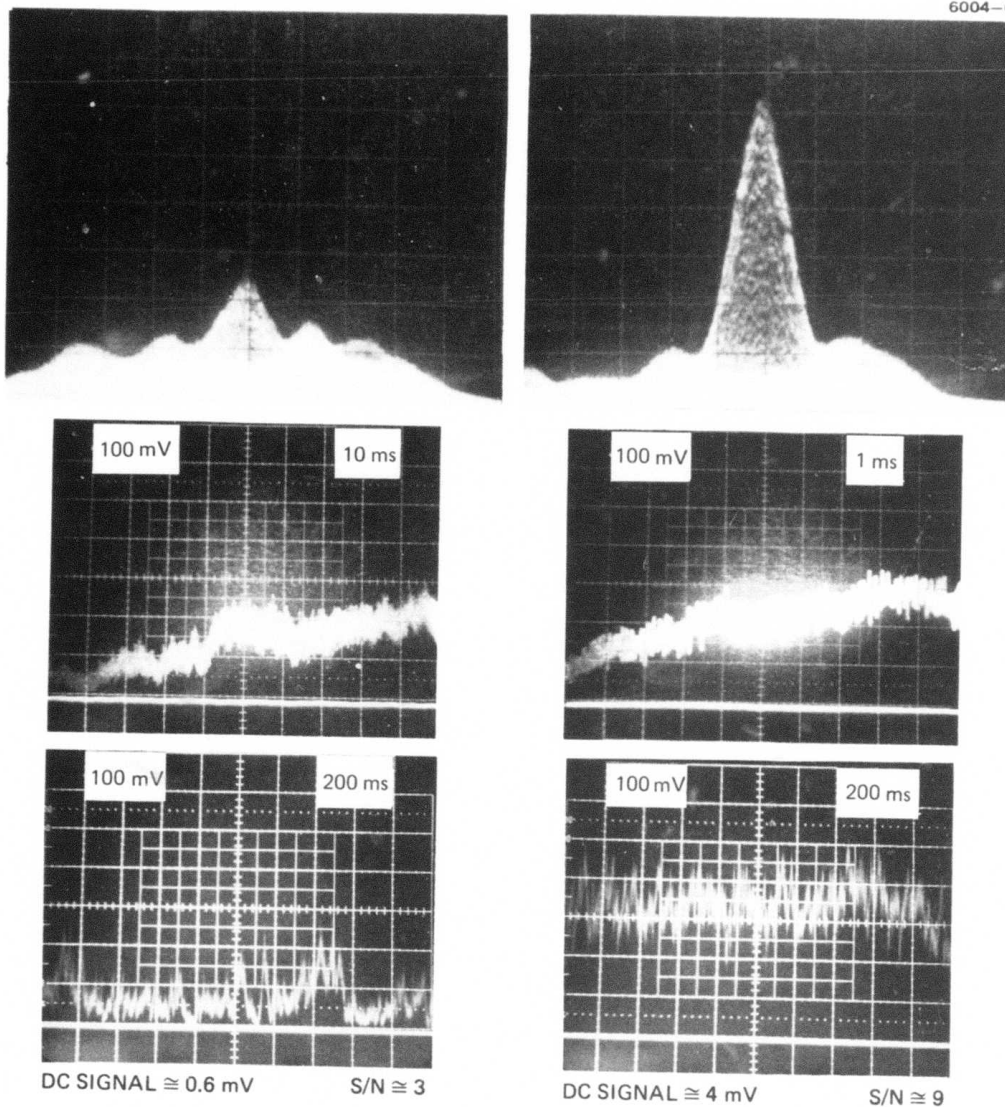 6004-
100 mV 10 ms
100 mV 1 ms
100 mV 200 ms
100 mV 200 ms
DC SIGNAL ≅ 0.6 mV S/N ≅ 3
DC SIGNAL ≅ 4 mV S/N ≅ 9